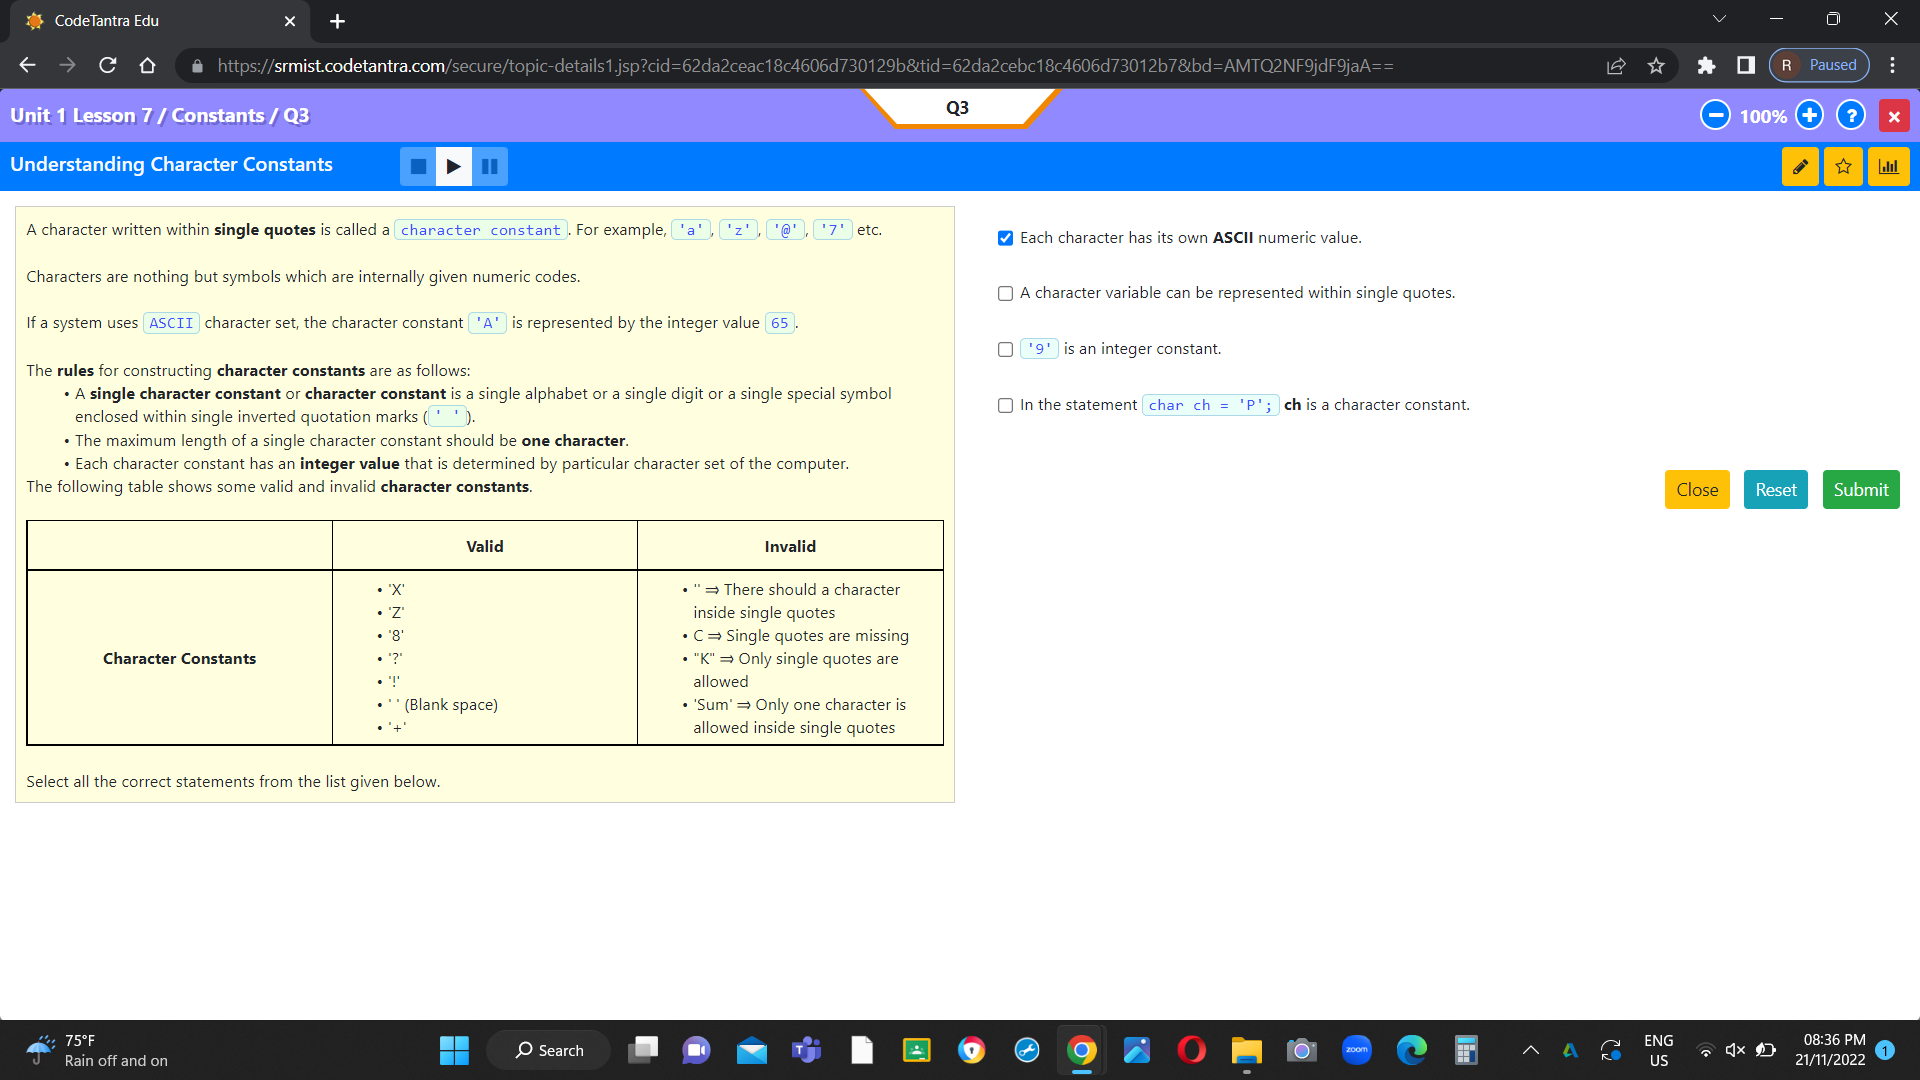 CodeTantra Edu
https://srmist.codetantra.com/secure/topic-details1.jsp?cid=62da2ceac18c4606d730129b&tid=62da2cebc18c4606d73012b7&bd=AMTQ2NF9jdF9jaA==
R Paused
Unit 1 Lesson 7 / Constants / Q3
Q3
100%
?
Understanding Character Constants
A character written within single quotes is called a character constant. For example, 'a', 'z', '@', '7' etc.
Characters are nothing but symbols which are internally given numeric codes.
If a system uses ASCII character set, the character constant 'A' is represented by the integer value 65.
The rules for constructing character constants are as follows:
• A single character constant or character constant is a single alphabet or a single digit or a single special symbol
enclosed within single inverted quotation marks (' ').
• The maximum length of a single character constant should be one character.
• Each character constant has an integer value that is determined by particular character set of the computer.
The following table shows some valid and invalid character constants.
Valid
Invalid
Character Constants
• 'X'
• 'Z'
• '8'
• '?'
• '!'
• ' ' (Blank space)
• '+'
• '' ⇒ There should a character
inside single quotes
• C ⇒ Single quotes are missing
• "K" ⇒ Only single quotes are
allowed
• 'Sum' ⇒ Only one character is
allowed inside single quotes
Select all the correct statements from the list given below.
Each character has its own ASCII numeric value.
A character variable can be represented within single quotes.
'9' is an integer constant.
In the statement char ch = 'P'; ch is a character constant.
Close
Reset
Submit
75°F
Rain off and on
Search
zoom
ENG
US
08:36 PM
21/11/2022
1